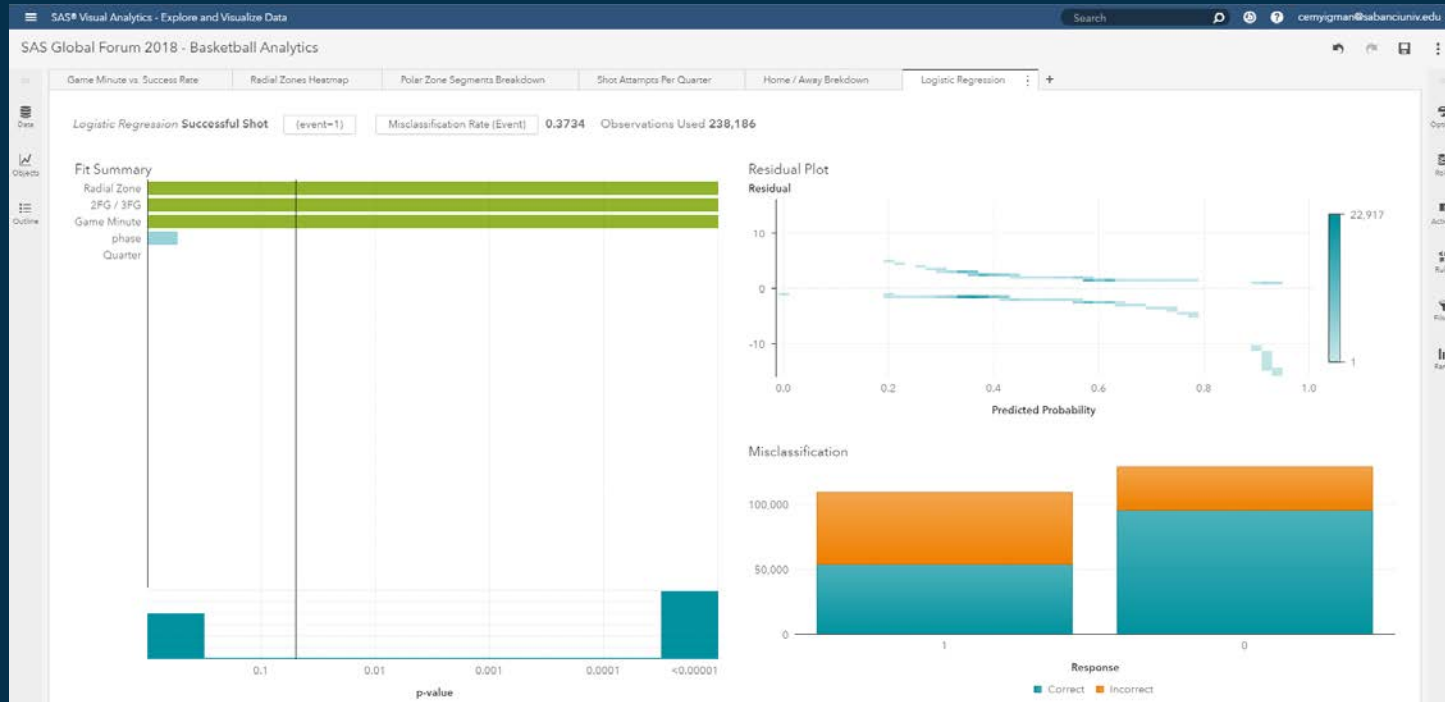 SAS® Visual Analytics - Explore and Visualize Data
Search
cemyigman@sabanciuniv.edu
SAS Global Forum 2018 - Basketball Analytics
Game Minute vs. Success Rate
Radial Zones Heatmap
Polar Zone Segments Breakdown
Shot Attampts Per Quarter
Home / Away Brekdown
Logistic Regression
+
Data
Objects
Outline
Logistic Regression Successful Shot (event=1) Misclassification Rate (Event) 0.3734 Observations Used 238,186
Fit Summary
Radial Zone
2FG / 3FG
Game Minute
phase
Quarter
0.1 0.01 0.001 0.0001 <0.00001
p-value
Residual Plot
Residual
10
0
-10
0.0 0.2 0.4 0.6 0.8 1.0
Predicted Probability
22,917
1
Misclassification
100,000
50,000
0
1 0
Response
Correct Incorrect